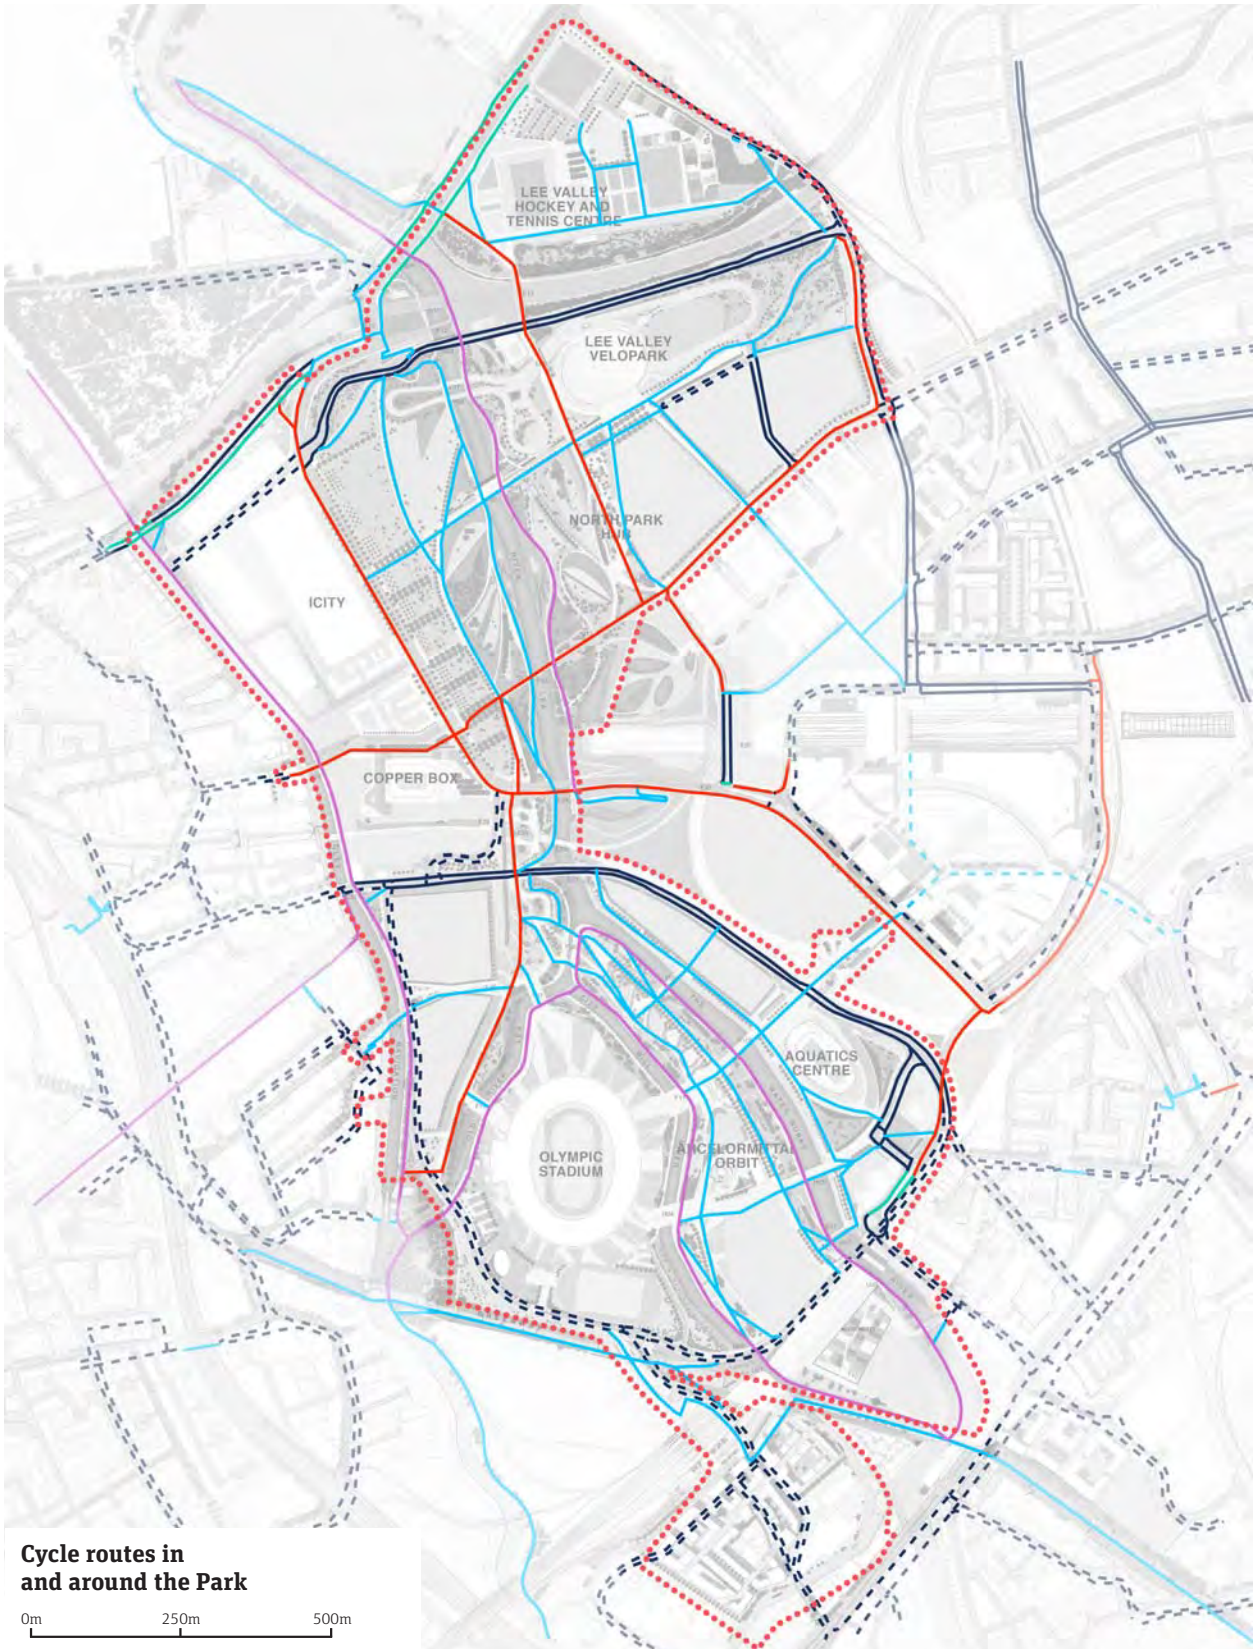 LEE VALLEY
HOCKEY AND
TENNIS CENTRE
LEE VALLEY
VELOPARK
NORTH PARK
HUB
ICITY
COPPER BOX
AQUATICS
CENTRE
ARCELORMITTAL
ORBIT
OLYMPIC
STADIUM
Cycle routes in
and around the Park
0m 250m 500m